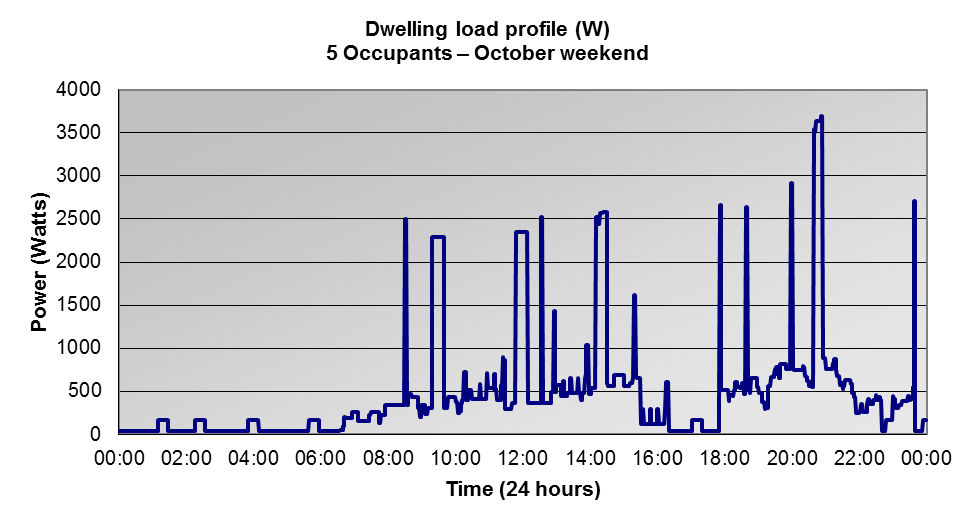 Dwelling load profile (W)
5 Occupants – October weekend
Power (Watts)
4000
3500
3000
2500
2000
1500
1000
500
0
00:00 02:00 04:00 06:00 08:00 10:00 12:00 14:00 16:00 18:00 20:00 22:00 00:00
Time (24 hours)